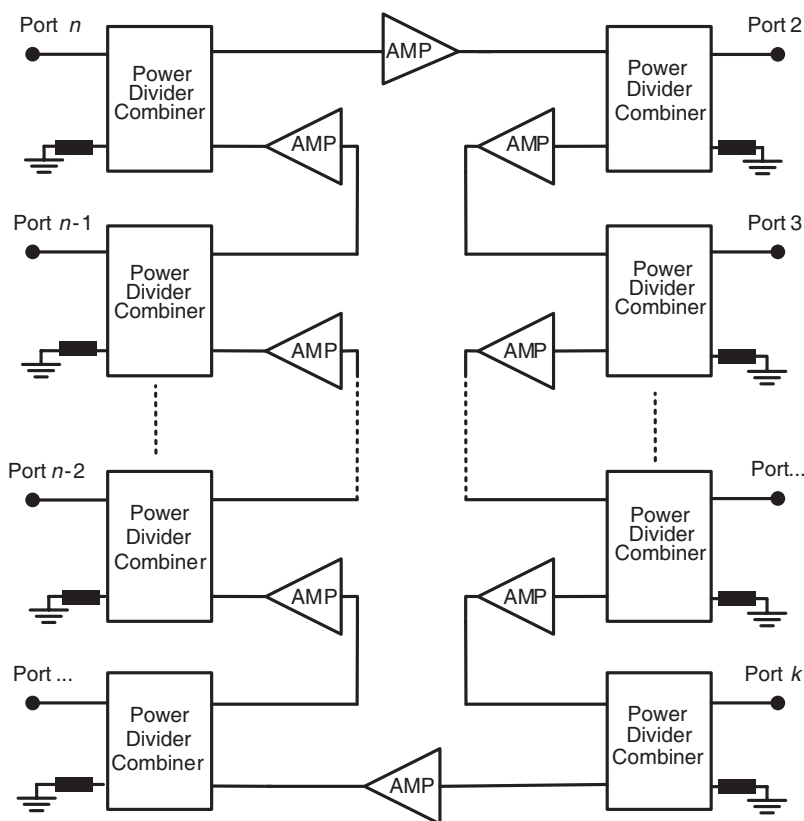 Port n
AMP
Port 2
Power
Divider
Combiner
AMP
AMP
Power
Divider
Combiner
Port n-1
Port 3
Power
Divider
Combiner
AMP
AMP
Power
Divider
Combiner
Port n-2
Port...
Power
Divider
Combiner
AMP
AMP
Power
Divider
Combiner
Port ...
Port k
Power
Divider
Combiner
AMP
Power
Divider
Combiner